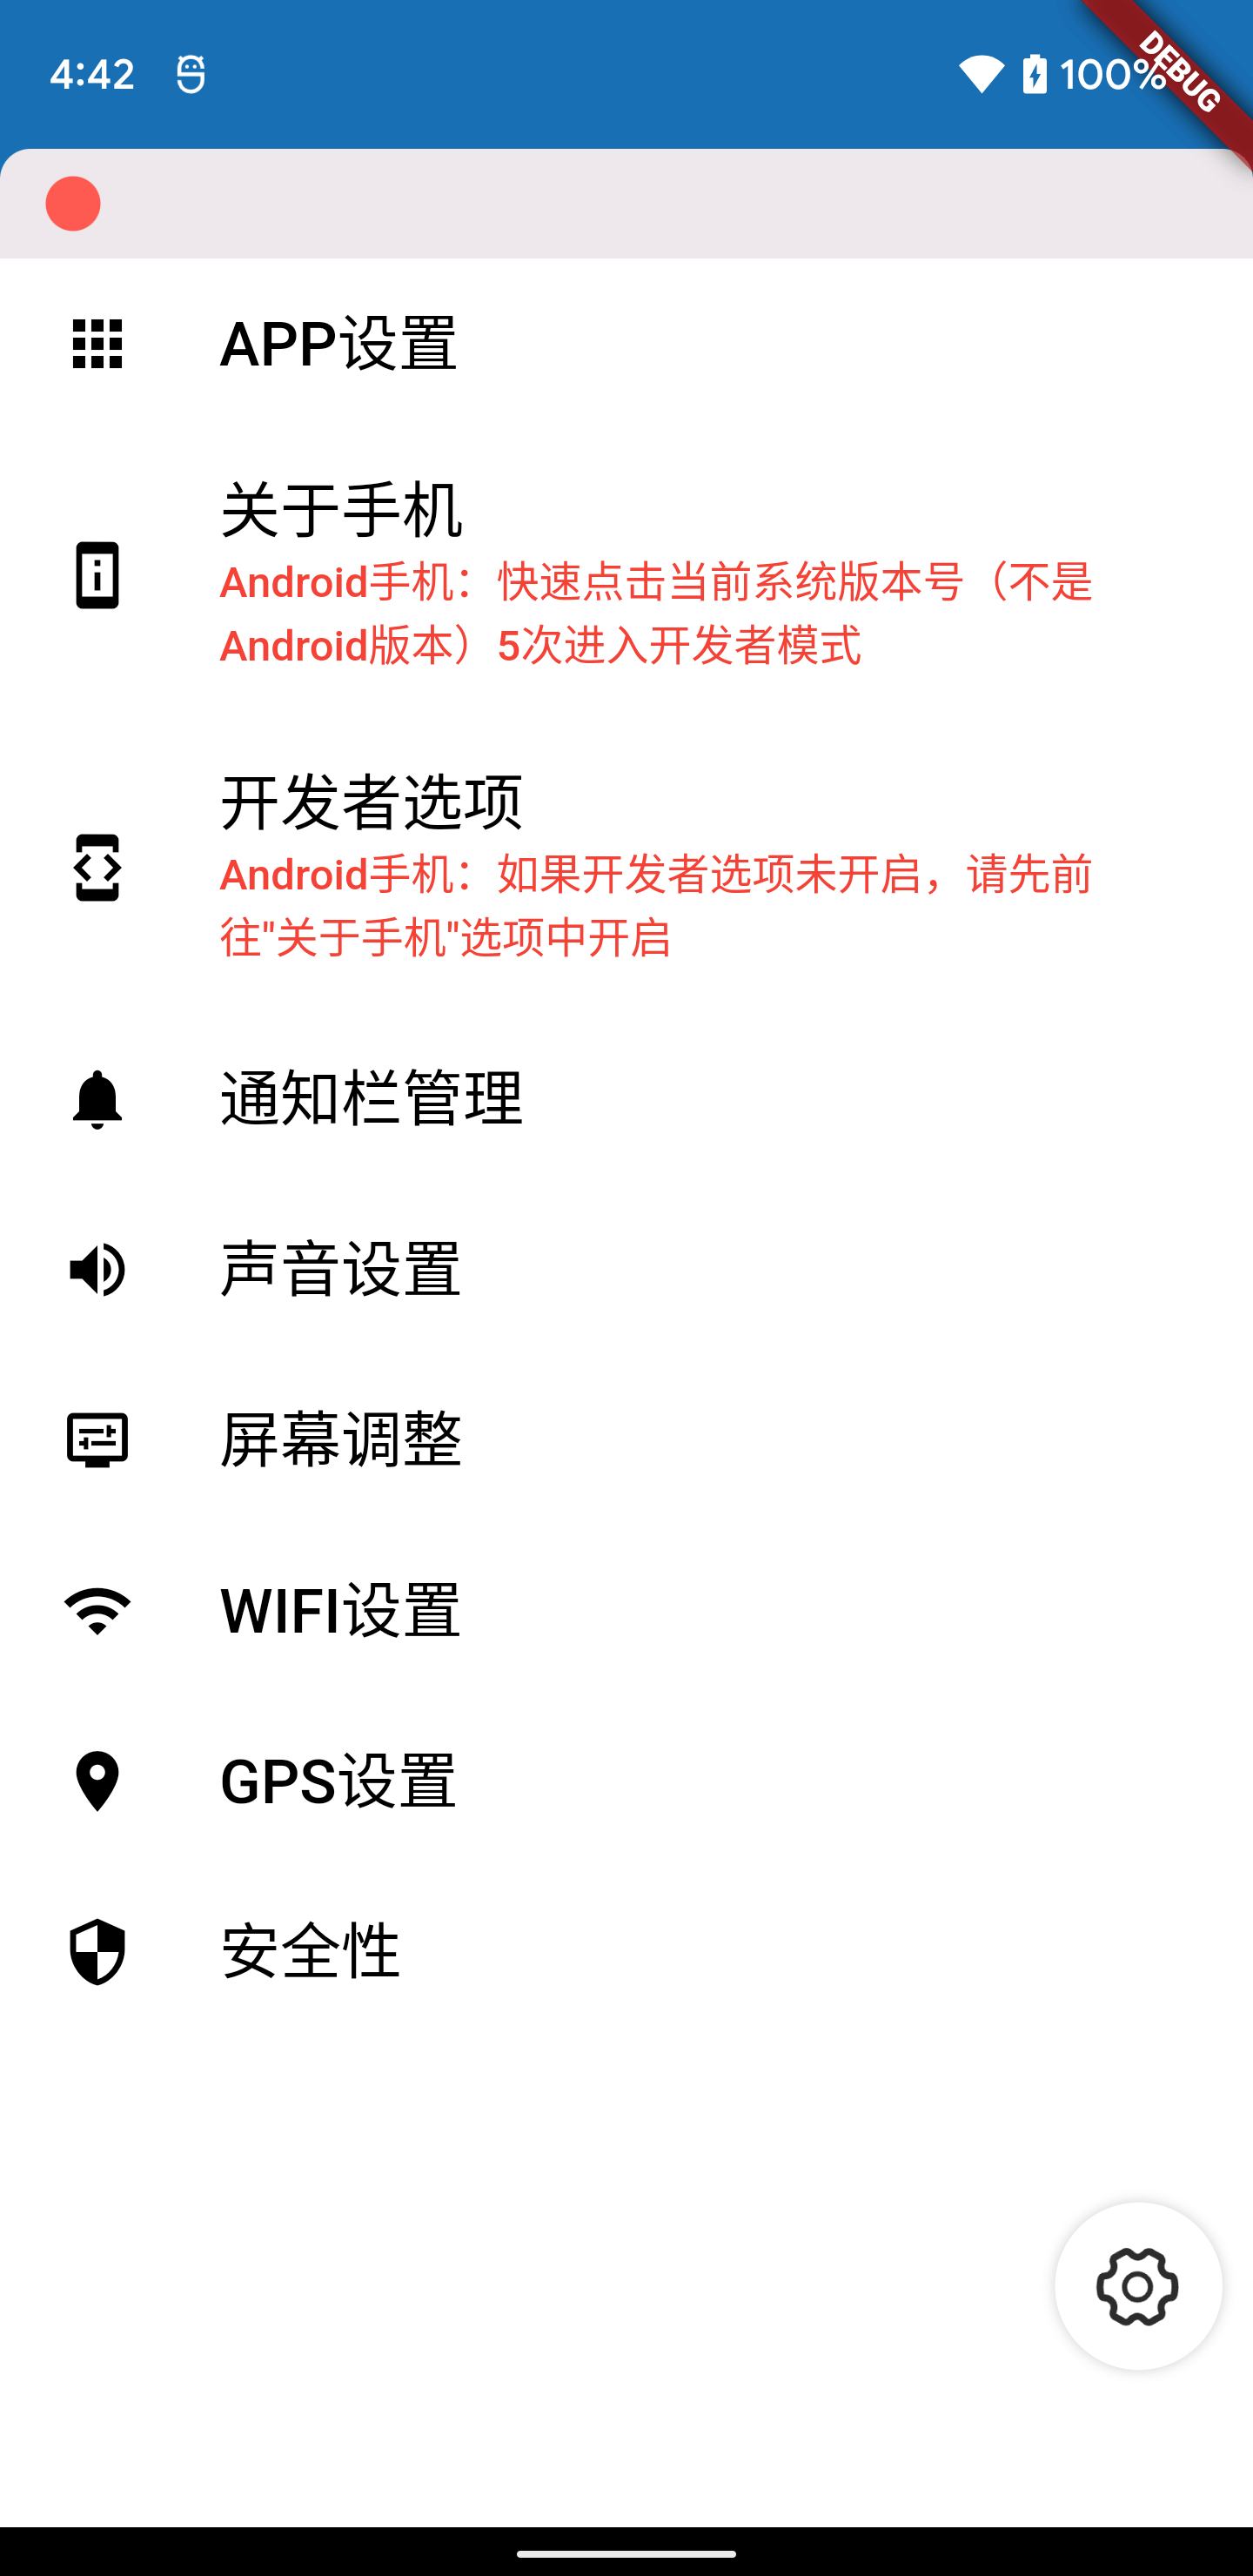 4:42
100%
DEBUG
APP设置
关于手机
Android手机：快速点击当前系统版本号（不是
Android版本）5次进入开发者模式
开发者选项
Android手机：如果开发者选项未开启，请先前
往"关于手机"选项中开启
通知栏管理
声音设置
屏幕调整
WIFI设置
GPS设置
安全性